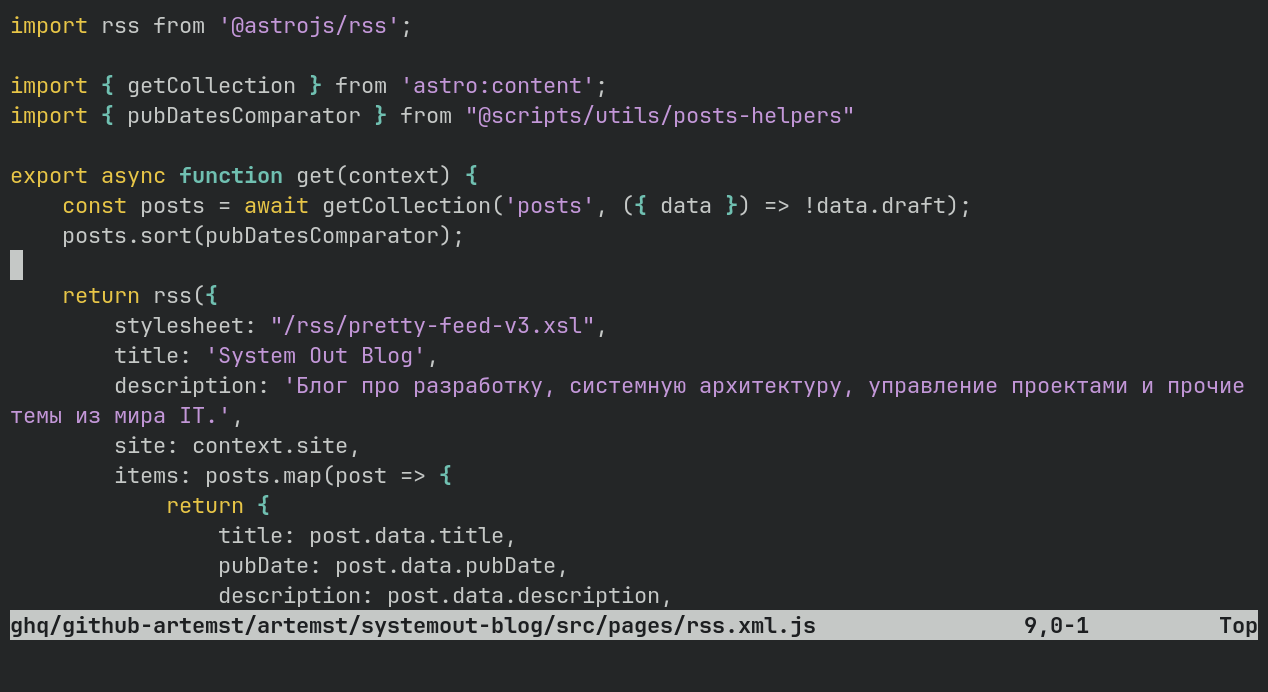 import rss from '@astrojs/rss';

import { getCollection } from 'astro:content';
import { pubDatesComparator } from "@scripts/utils/posts-helpers"

export async function get(context) {
    const posts = await getCollection('posts', ({ data }) => !data.draft);
    posts.sort(pubDatesComparator);

    return rss({
        stylesheet: "/rss/pretty-feed-v3.xsl",
        title: 'System Out Blog',
        description: 'Блог про разработку, системную архитектуру, управление проектами и прочие
темы из мира IT.',
        site: context.site,
        items: posts.map(post => {
            return {
                title: post.data.title,
                pubDate: post.data.pubDate,
                description: post.data.description,
ghq/github-artemst/artemst/systemout-blog/src/pages/rss.xml.js                9,0-1          Top